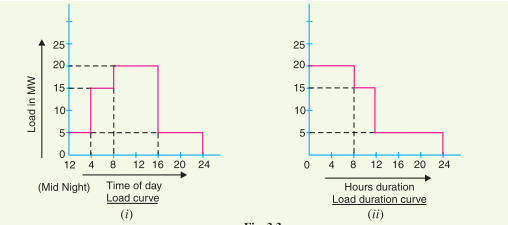 25
20
15
10
5
0
Load in MW
12 4 8 12 16 20 24
(Mid Night) Time of day
Load curve
(i)
25
20
15
10
5
0 4 8 12 16 20 24
Hours duration
Load duration curve
(ii)